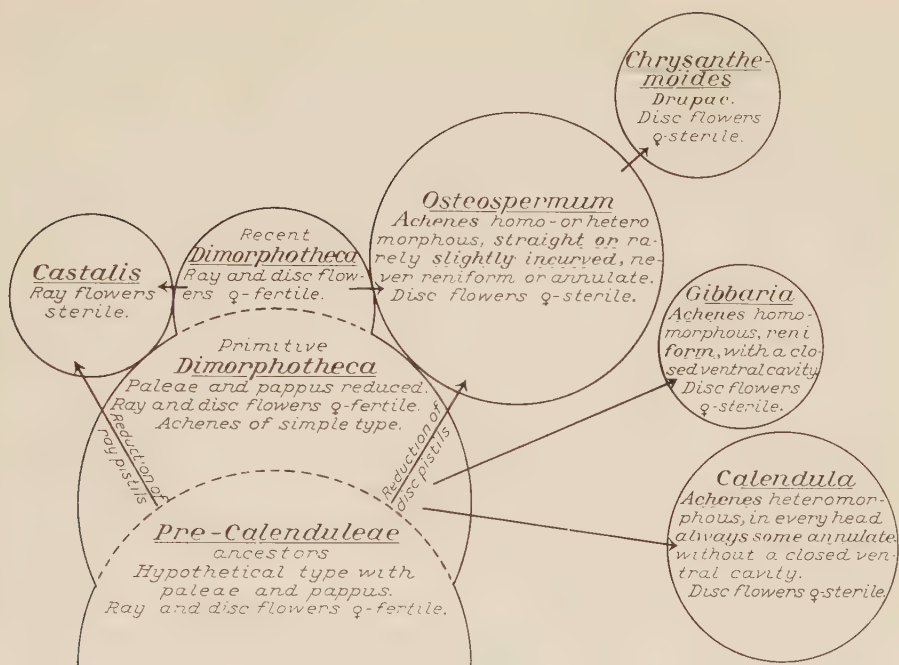 Chrysanthe-
moides
Drupac.
Disc flowers
♀-sterile.
Osteospermum
Achenes homo- or hetero
morphous, straight or ra-
rely slightly incurved, ne-
ver reniform or annulate.
Disc flowers ♀-sterile.
Recent
Dimorphotheca
Ray and disc flow-
ers ♀-fertile.
Castalis
Ray flowers
sterile.
Gibbaria
Achenes homo-
morphous, reni
form, with a clo-
sed ventral cavity
Disc flowers
♀-sterile.
Primitive
Dimorphotheca
Paleae and pappus reduced.
Ray and disc flowers ♀-fertile.
Achenes of simple type.
Reduction of
ray pistils
Reduction of
disc pistils
Calendula
Achenes heteromor-
phous, in every head
always some annulate
without a closed ven-
tral cavity.
Disc flowers ♀-sterile.
Pre-Calenduleae
ancestors
Hypothetical type with
paleae and pappus.
Ray and disc flowers ♀-fertile.